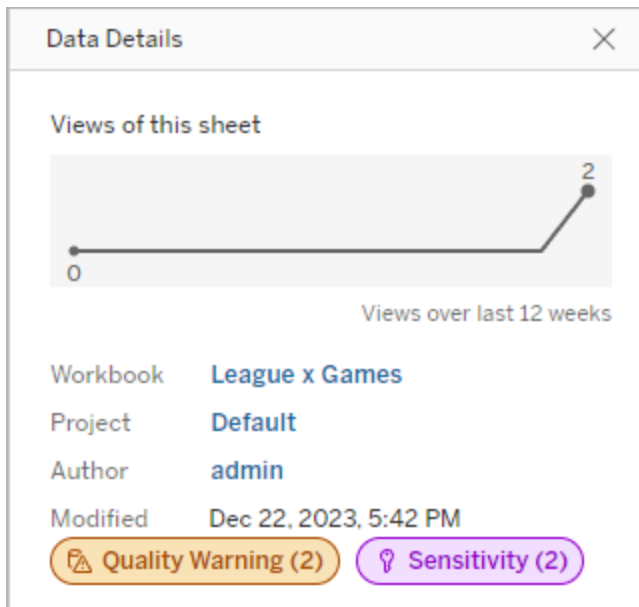 Data Details
Views of this sheet
2
0
Views over last 12 weeks
Workbook League x Games
Project Default
Author admin
Modified Dec 22, 2023, 5:42 PM
Quality Warning (2) Sensitivity (2)